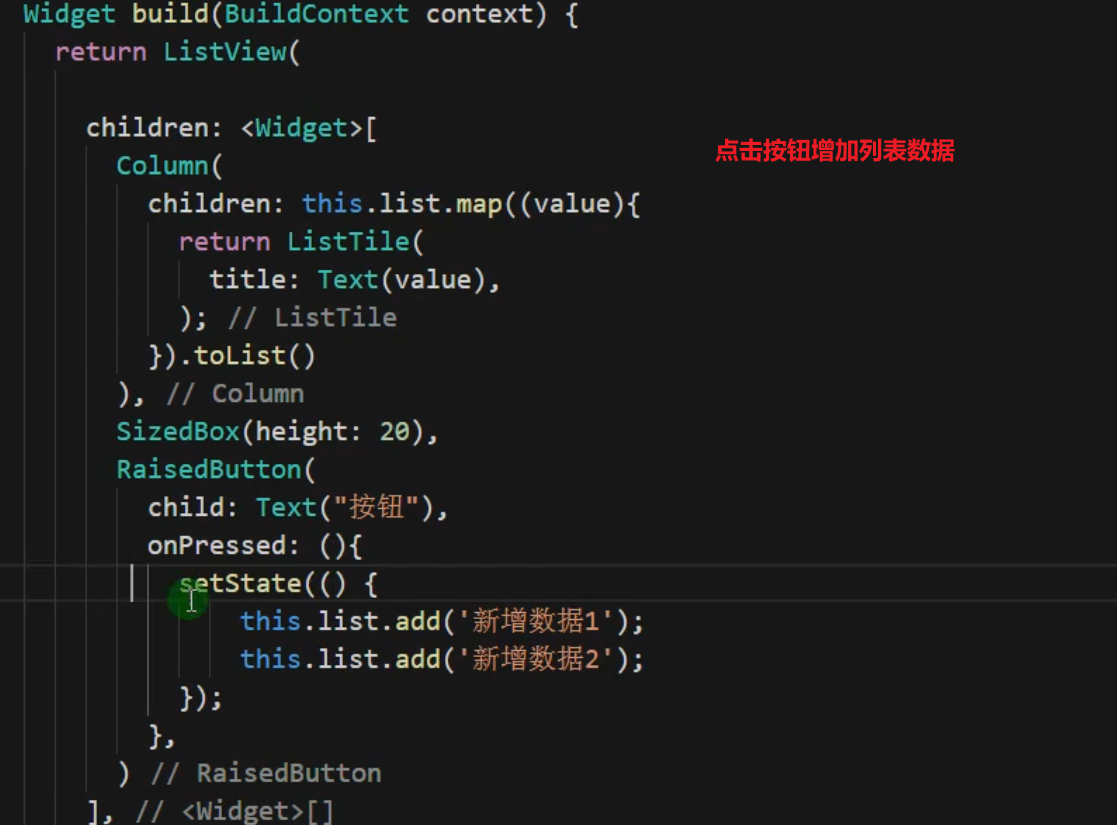 Widget build(BuildContext context) {
return ListView(
children: <Widget>[
点击按钮增加列表数据
Column(
children: this.list.map((value){
return ListTile(
title: Text(value),
); // ListTile
}).toList()
), // Column
SizedBox(height: 20),
RaisedButton(
child: Text("按钮"),
onPressed: (){
setState(() {
this.list.add('新增数据1');
this.list.add('新增数据2');
});
},
) // RaisedButton
], // <Widget>[]